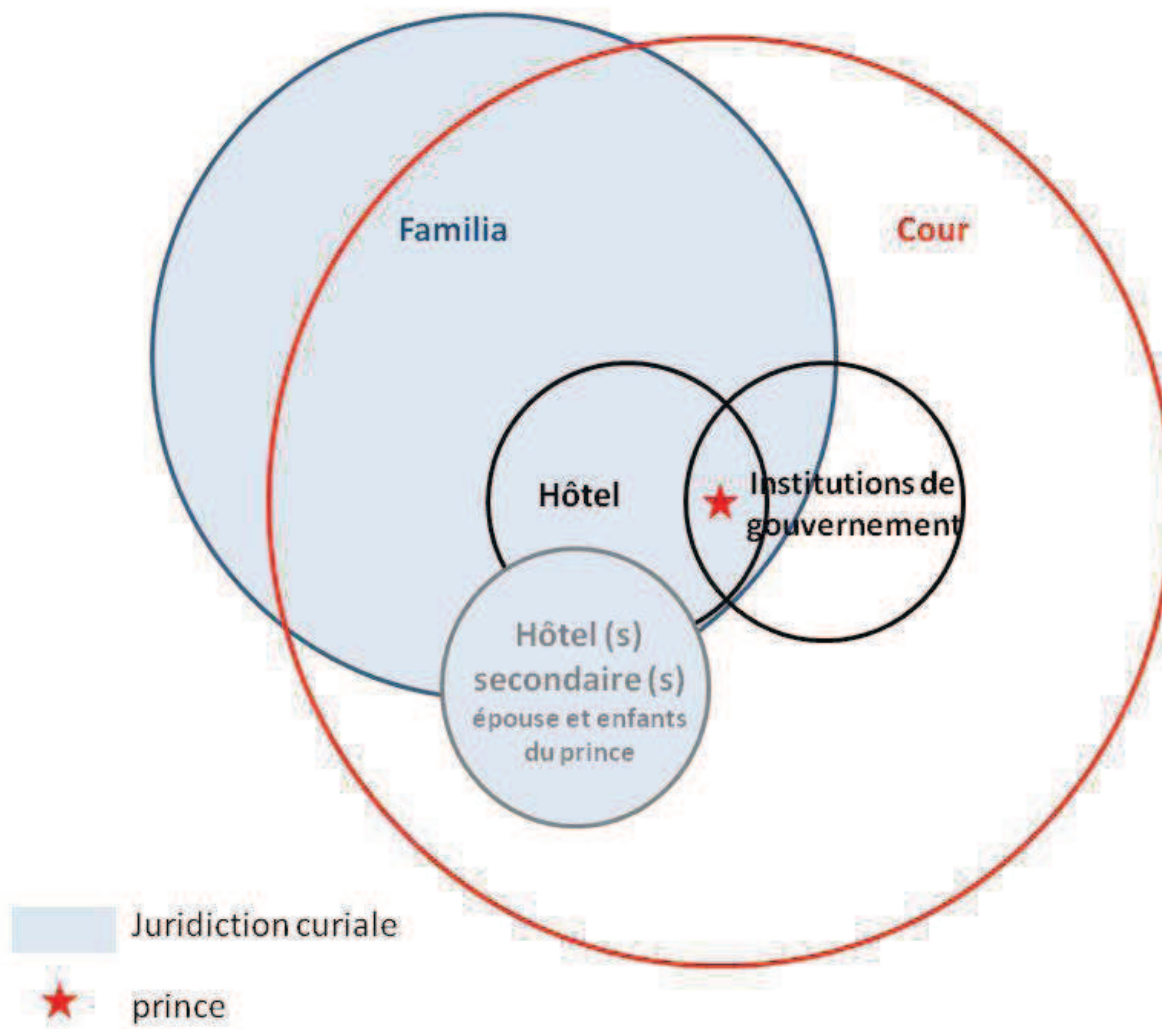 Familia
Cour
Hôtel
Institutions de
gouvernement
Hôtel (s)
secondaire (s)
épouse et enfants
du prince
Juridiction curiale
prince